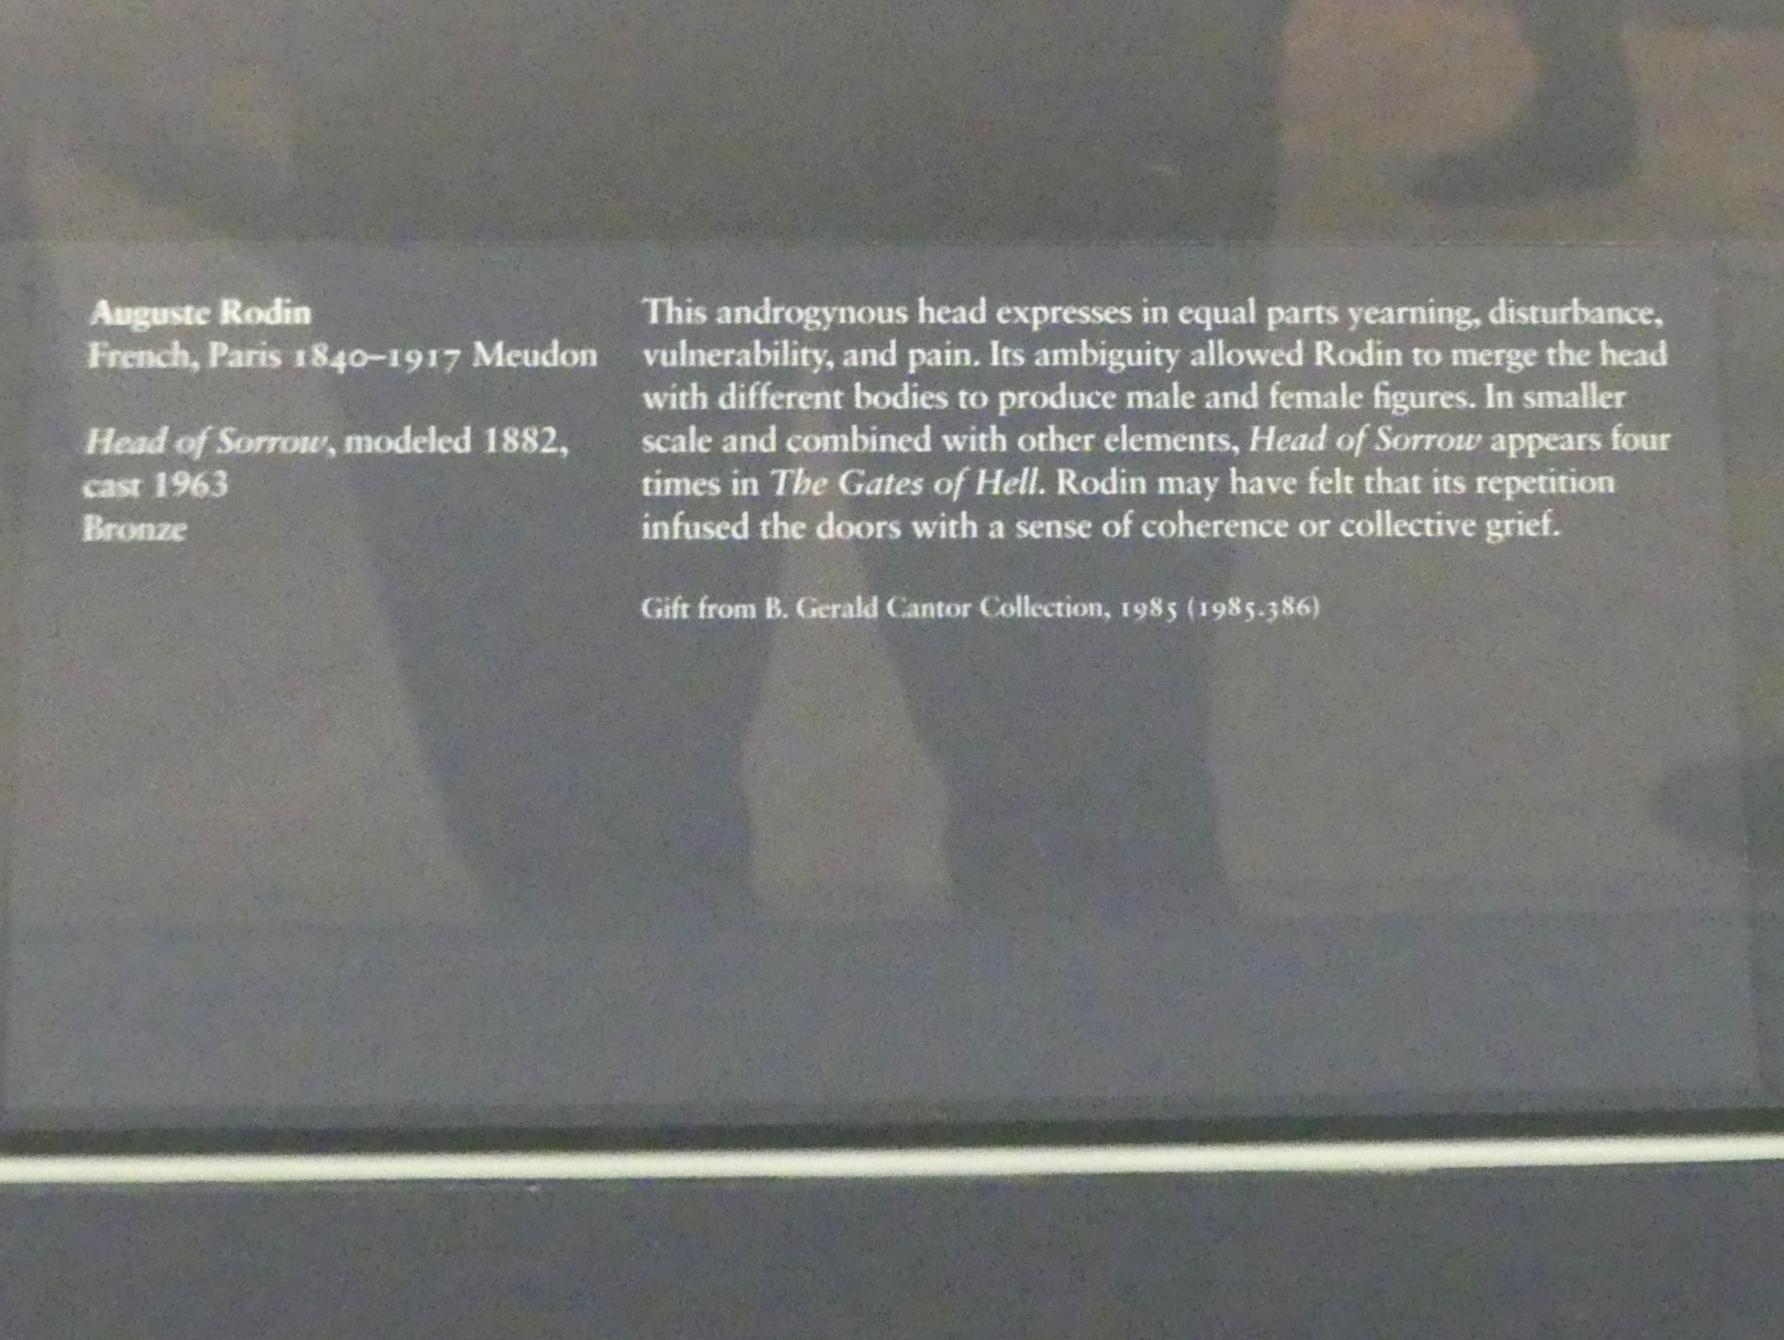 Auguste Rodin
French, Paris 1840–1917 Meudon
Head of Sorrow, modeled 1882,
cast 1963
Bronze
This androgynous head expresses in equal parts yearning, disturbance,
vulnerability, and pain. Its ambiguity allowed Rodin to merge the head
with different bodies to produce male and female figures. In smaller
scale and combined with other elements, Head of Sorrow appears four
times in The Gates of Hell. Rodin may have felt that its repetition
infused the doors with a sense of coherence or collective grief.
Gift from B. Gerald Cantor Collection, 1985 (1985.386)